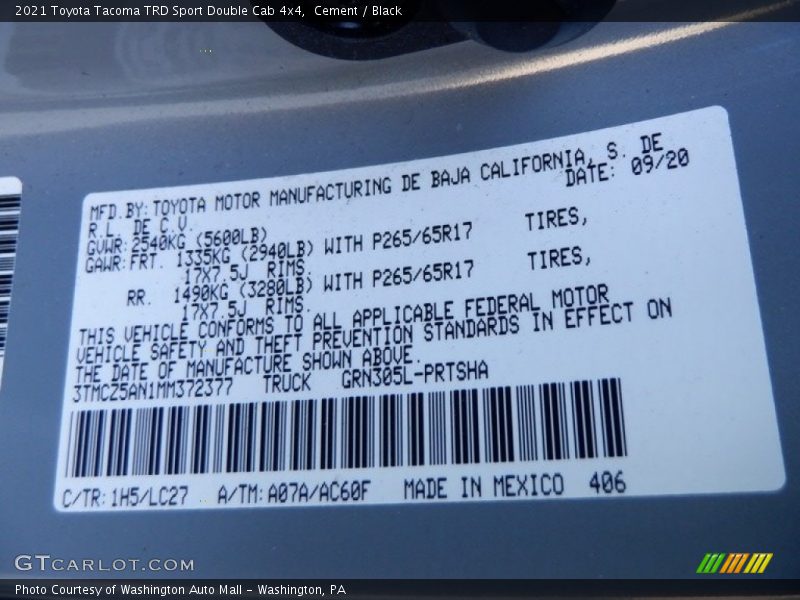 2021 Toyota Tacoma TRD Sport Double Cab 4x4,  Cement / Black
MFD.BY: TOYOTA MOTOR MANUFACTURING DE BAJA CALIFORNIA, S. DE
R.L. DE C.V. DATE: 09/20
GVWR: 2540KG (5600LB)
GAWR: FRT. 1335KG (2940LB) WITH P265/65R17 TIRES,
17X7.5J RIMS.
RR. 1490KG (3280LB) WITH P265/65R17 TIRES,
17X7.5J RIMS.
THIS VEHICLE CONFORMS TO ALL APPLICABLE FEDERAL MOTOR
VEHICLE SAFETY AND THEFT PREVENTION STANDARDS IN EFFECT ON
THE DATE OF MANUFACTURE SHOWN ABOVE.
3TMCZ5AN1MM372377 TRUCK GRN305L-PRTSHA
C/TR: 1H5/LC27 A/TM: A07A/AC60F MADE IN MEXICO 406
GTCARLOT.COM
Photo Courtesy of Washington Auto Mall - Washington, PA